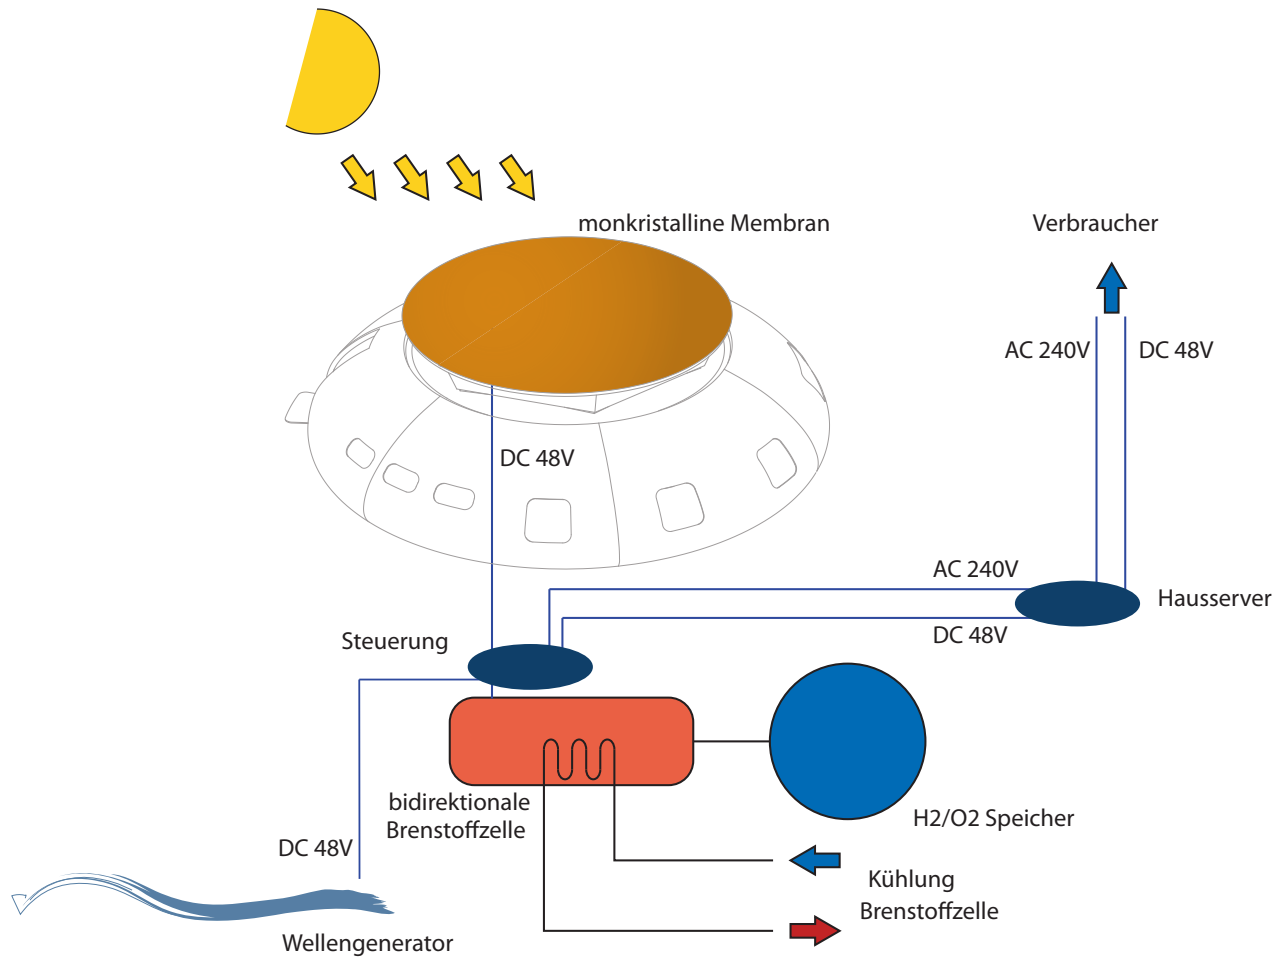 monkristalline Membran
Verbraucher
AC 240V
DC 48V
DC 48V
AC 240V
Hausserver
DC 48V
Steuerung
bidirektionale
Brenstoffzelle
H2/O2 Speicher
DC 48V
Kühlung
Brenstoffzelle
Wellengenerator